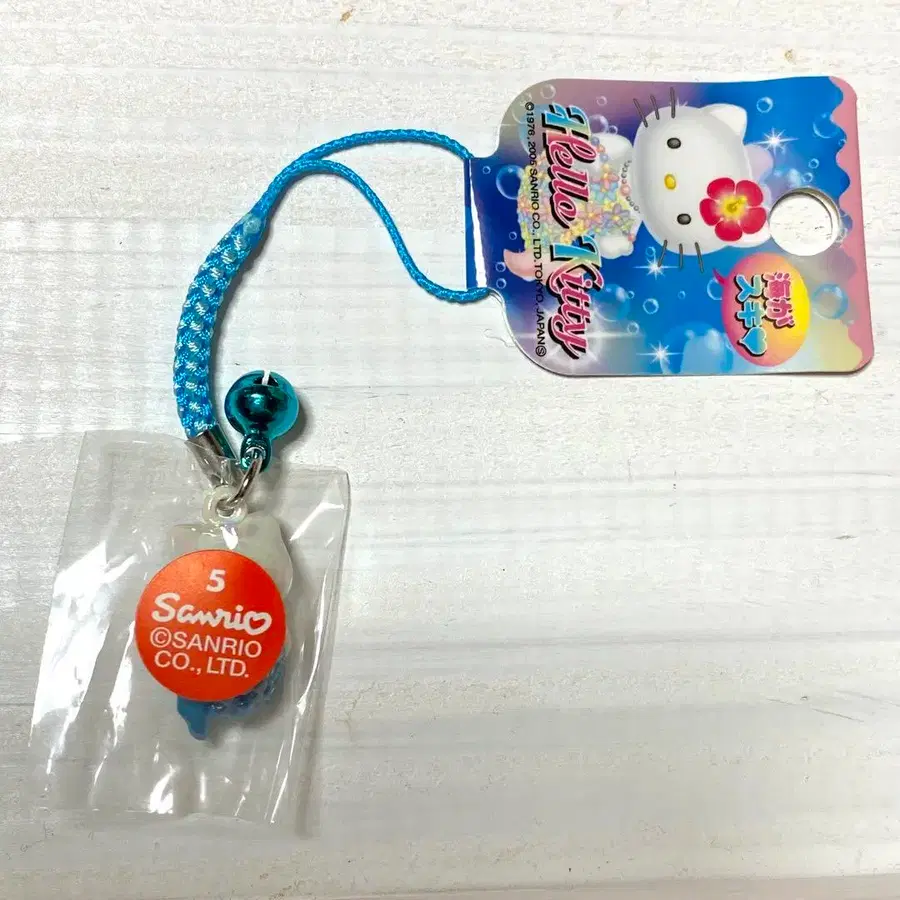 Hello Kitty
©1976, 2005 SANRIO CO., LTD. TOKYO, JAPAN Ⓢ
海が
スキ♥
5
Sanrio
©SANRIO
CO., LTD.